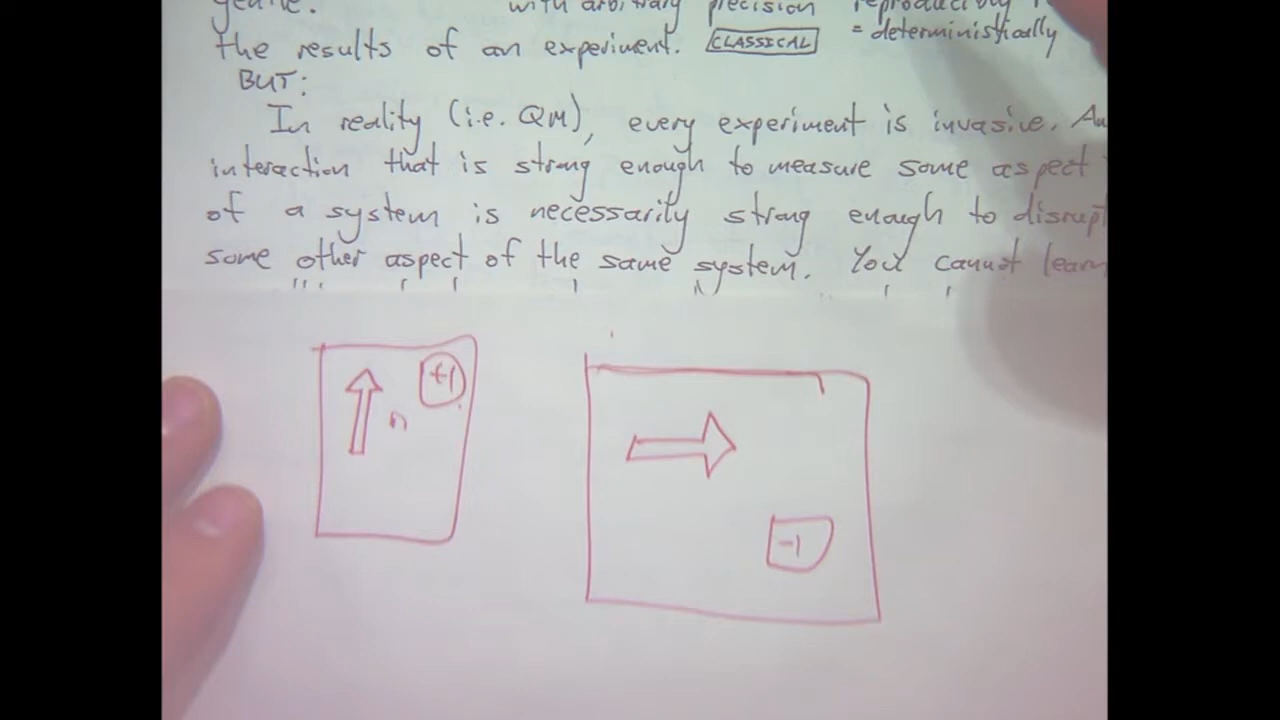 with arbitrary precision
the results of an experiment. CLASSICAL = deterministically
BUT:
In reality (i.e. QM), every experiment is invasive.
interaction that is strong enough to measure some aspect
of a system is necessarily strong enough to disrupt
some other aspect of the same system. You cannot learn
+1
n
-1